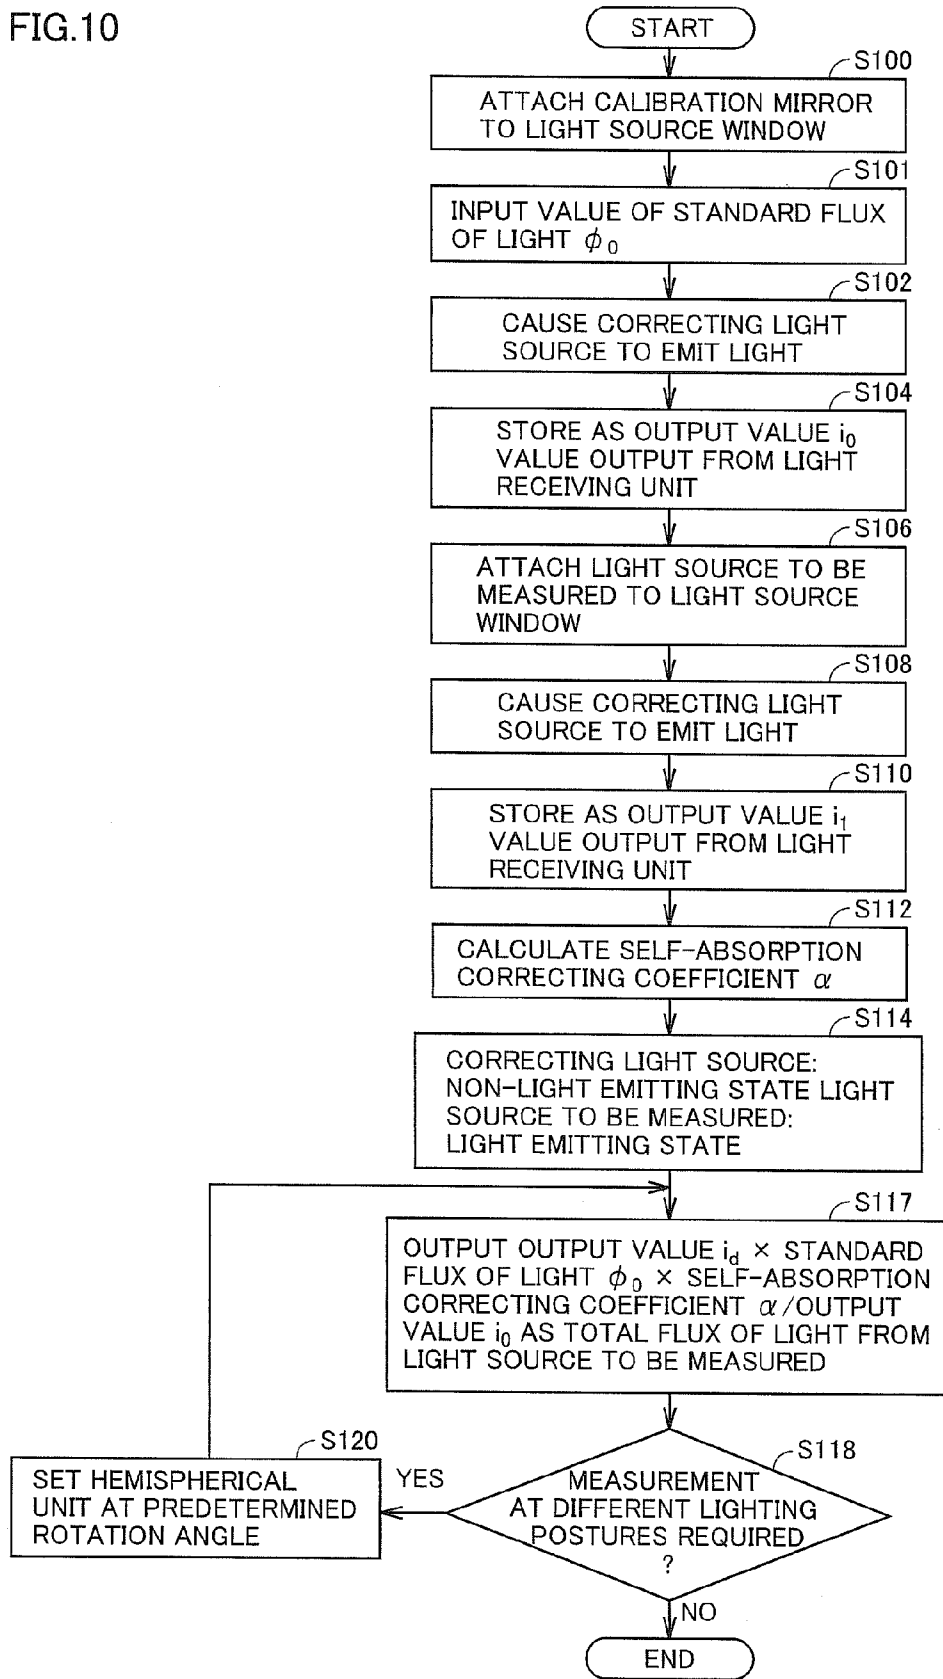 FIG.10
START
S100
ATTACH CALIBRATION MIRROR
TO LIGHT SOURCE WINDOW
S101
INPUT VALUE OF STANDARD FLUX
OF LIGHT ϕ₀
S102
CAUSE CORRECTING LIGHT
SOURCE TO EMIT LIGHT
S104
STORE AS OUTPUT VALUE i₀
VALUE OUTPUT FROM LIGHT
RECEIVING UNIT
S106
ATTACH LIGHT SOURCE TO BE
MEASURED TO LIGHT SOURCE
WINDOW
S108
CAUSE CORRECTING LIGHT
SOURCE TO EMIT LIGHT
S110
STORE AS OUTPUT VALUE i₁
VALUE OUTPUT FROM LIGHT
RECEIVING UNIT
S112
CALCULATE SELF-ABSORPTION
CORRECTING COEFFICIENT α
S114
CORRECTING LIGHT SOURCE:
NON-LIGHT EMITTING STATE LIGHT
SOURCE TO BE MEASURED:
LIGHT EMITTING STATE
S117
OUTPUT OUTPUT VALUE i_d × STANDARD
FLUX OF LIGHT ϕ₀ × SELF-ABSORPTION
CORRECTING COEFFICIENT α/OUTPUT
VALUE i₀ AS TOTAL FLUX OF LIGHT FROM
LIGHT SOURCE TO BE MEASURED
S118
MEASUREMENT
AT DIFFERENT LIGHTING
POSTURES REQUIRED
?
YES
S120
SET HEMISPHERICAL
UNIT AT PREDETERMINED
ROTATION ANGLE
NO
END